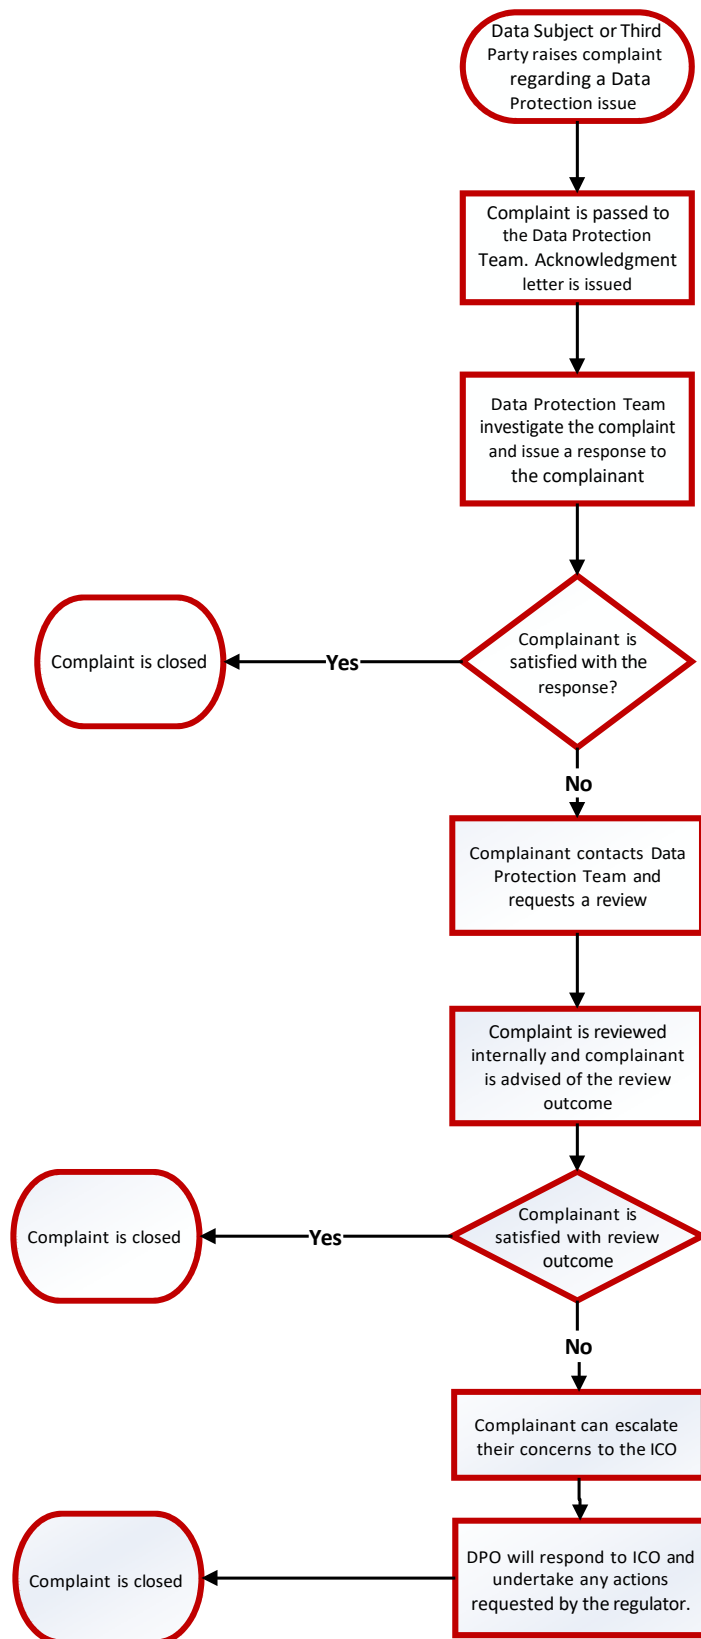 Data Subject or Third
Party raises complaint
regarding a Data
Protection issue
Complaint is passed to
the Data Protection
Team. Acknowledgment
letter is issued
Data Protection Team
investigate the complaint
and issue a response to
the complainant
Complainant is
satisfied with the
response?
Yes
Complaint is closed
No
Complainant contacts Data
Protection Team and
requests a review
Complaint is reviewed
internally and complainant
is advised of the review
outcome
Complainant is
satisfied with review
outcome
Yes
Complaint is closed
No
Complainant can escalate
their concerns to the ICO
DPO will respond to ICO and
undertake any actions
requested by the regulator.
Complaint is closed